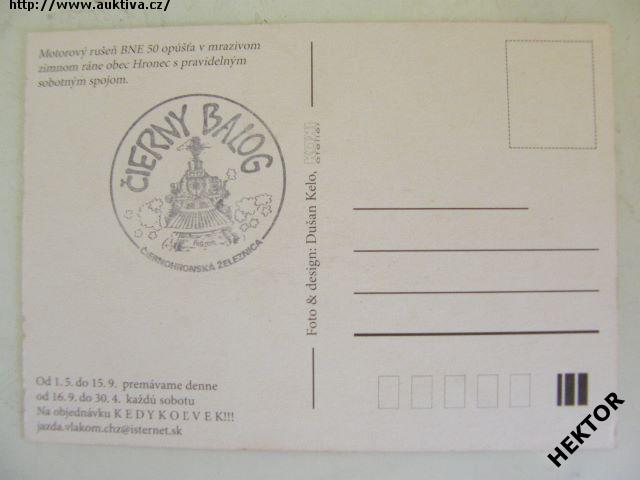 http://www.auktiva.cz/
Motorový rušeň BNE 50 opúšťa v mrazivom
zimnom ráne obec Hronec s pravidelným
sobotným spojom.
ČIERNY BALOG
ČIERNOHRONSKÁ ŽELEZNICA
Foto & design: Dušan Kelo,
Od 1. 5. do 15. 9. premávame denne
od 16. 9. do 30. 4. každú sobotu
Na objednávku K E D Y K O Ľ V E K !!!
jazda.vlakom.chz@isternet.sk
HEKTOR